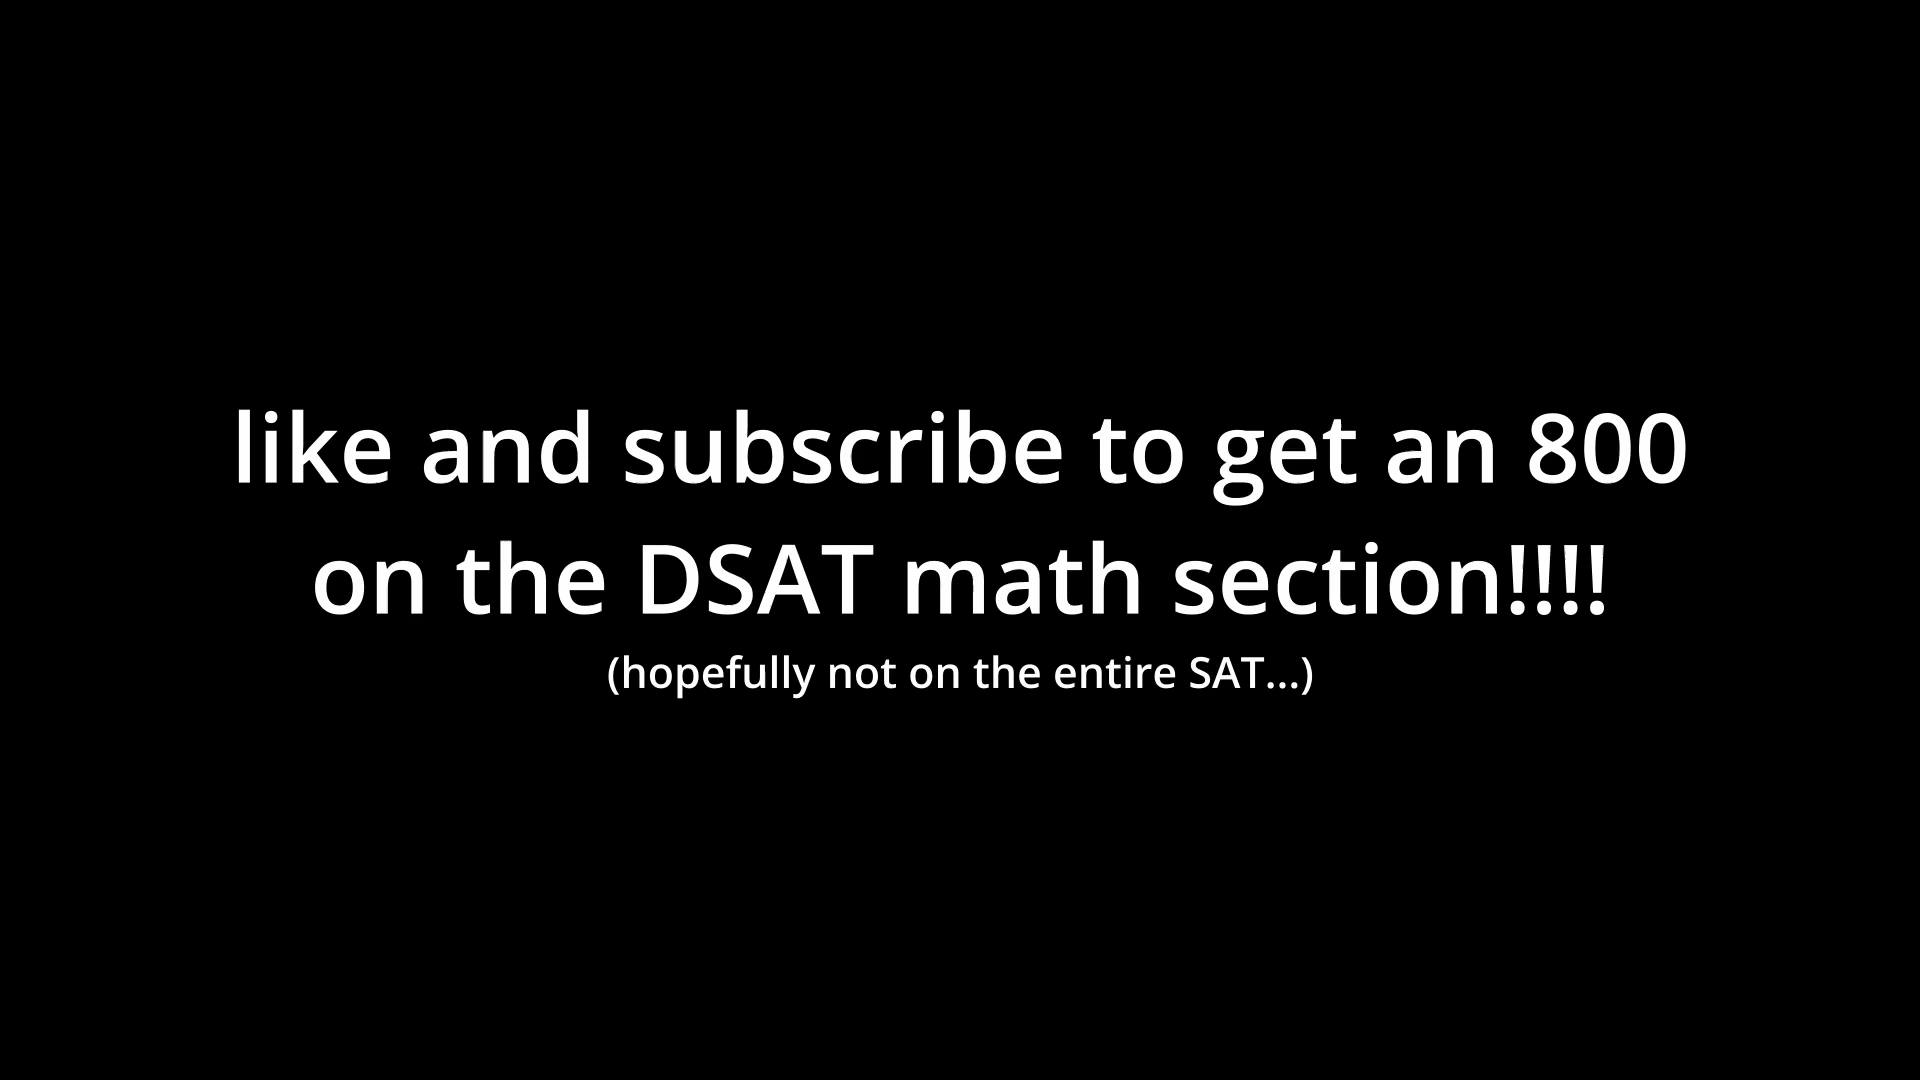 like and subscribe to get an 800
on the DSAT math section!!!!
(hopefully not on the entire SAT...)